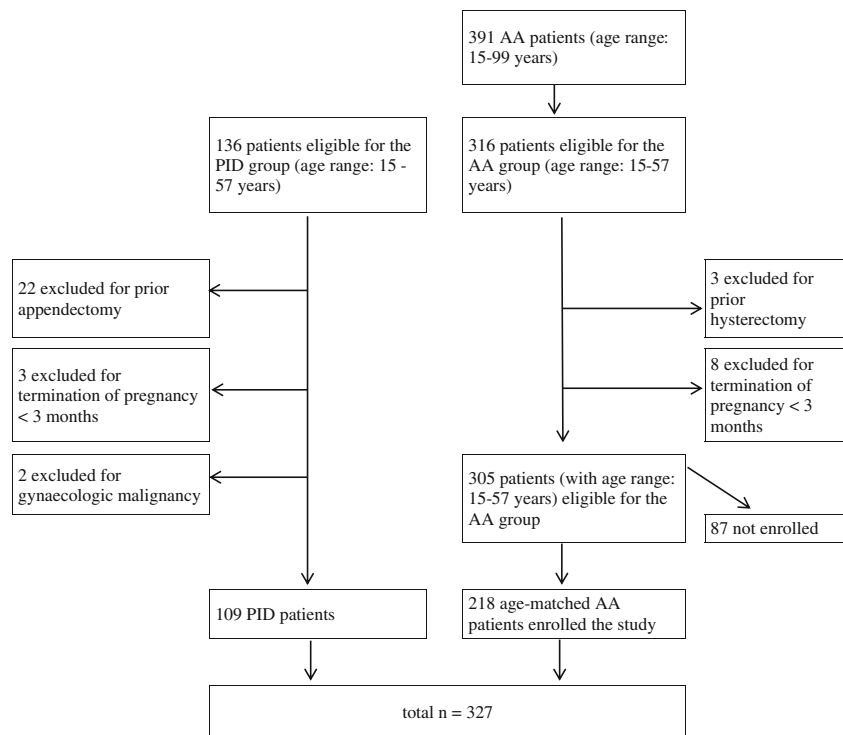 391 AA patients (age range:
15-99 years)
136 patients eligible for the
PID group (age range: 15 -
57 years)
316 patients eligible for the
AA group (age range: 15-57
years)
22 excluded for prior
appendectomy
3 excluded for
prior
hysterectomy
3 excluded for
termination of pregnancy
< 3 months
8 excluded for
termination of
pregnancy < 3
months
2 excluded for
gynaecologic malignancy
305 patients (with age range:
15-57 years) eligible for the
AA group
87 not enrolled
109 PID patients
218 age-matched AA
patients enrolled the study
total n = 327